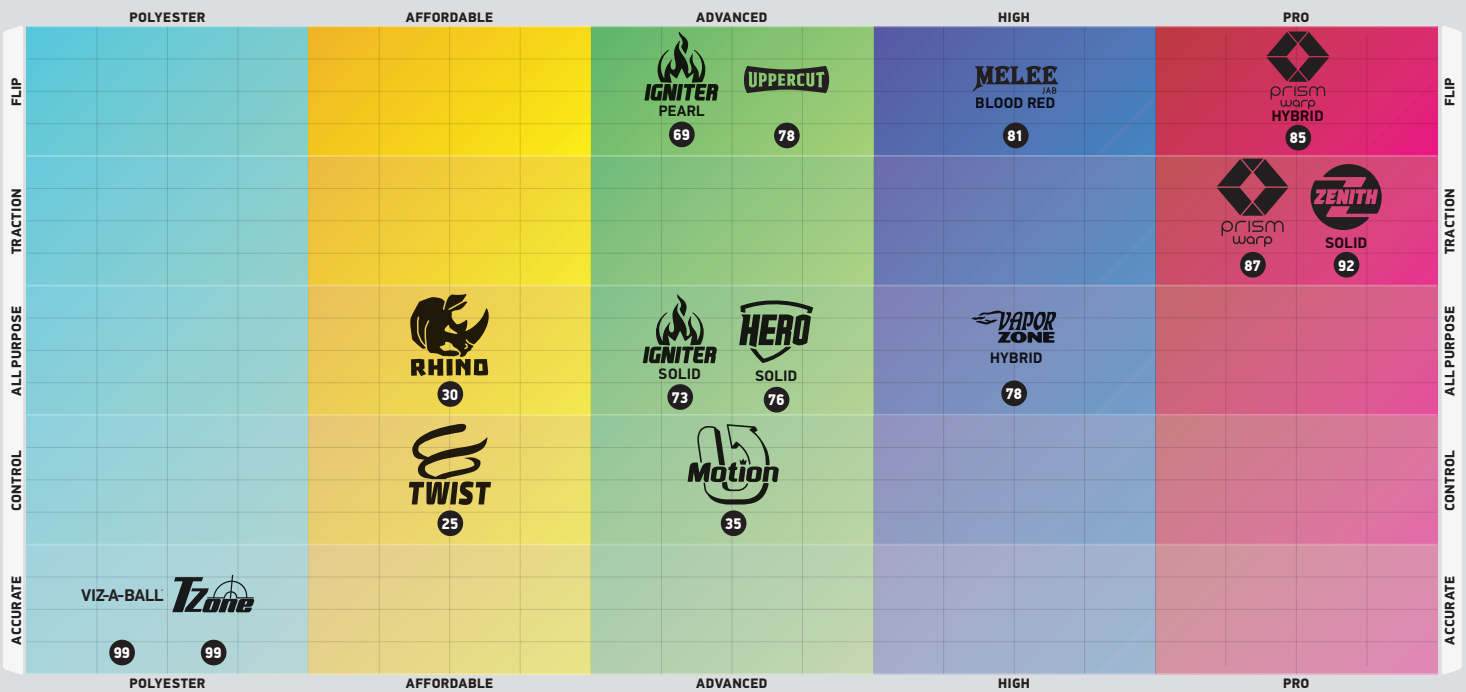 POLYESTER AFFORDABLE ADVANCED HIGH PRO
FLIP
IGNITER
PEARL
69
UPPERCUT
78
MELEE
JAB
BLOOD RED
81
prism
warp
HYBRID
85
FLIP
TRACTION
prism
warp
87
ZENITH
SOLID
92
TRACTION
ALL PURPOSE
RHINO
30
IGNITER
SOLID
73
HERO
SOLID
76
VAPOR
ZONE
HYBRID
78
ALL PURPOSE
CONTROL
TWIST
25
Motion
35
CONTROL
ACCURATE
VIZ-A-BALL
99
TZone
99
ACCURATE
POLYESTER AFFORDABLE ADVANCED HIGH PRO